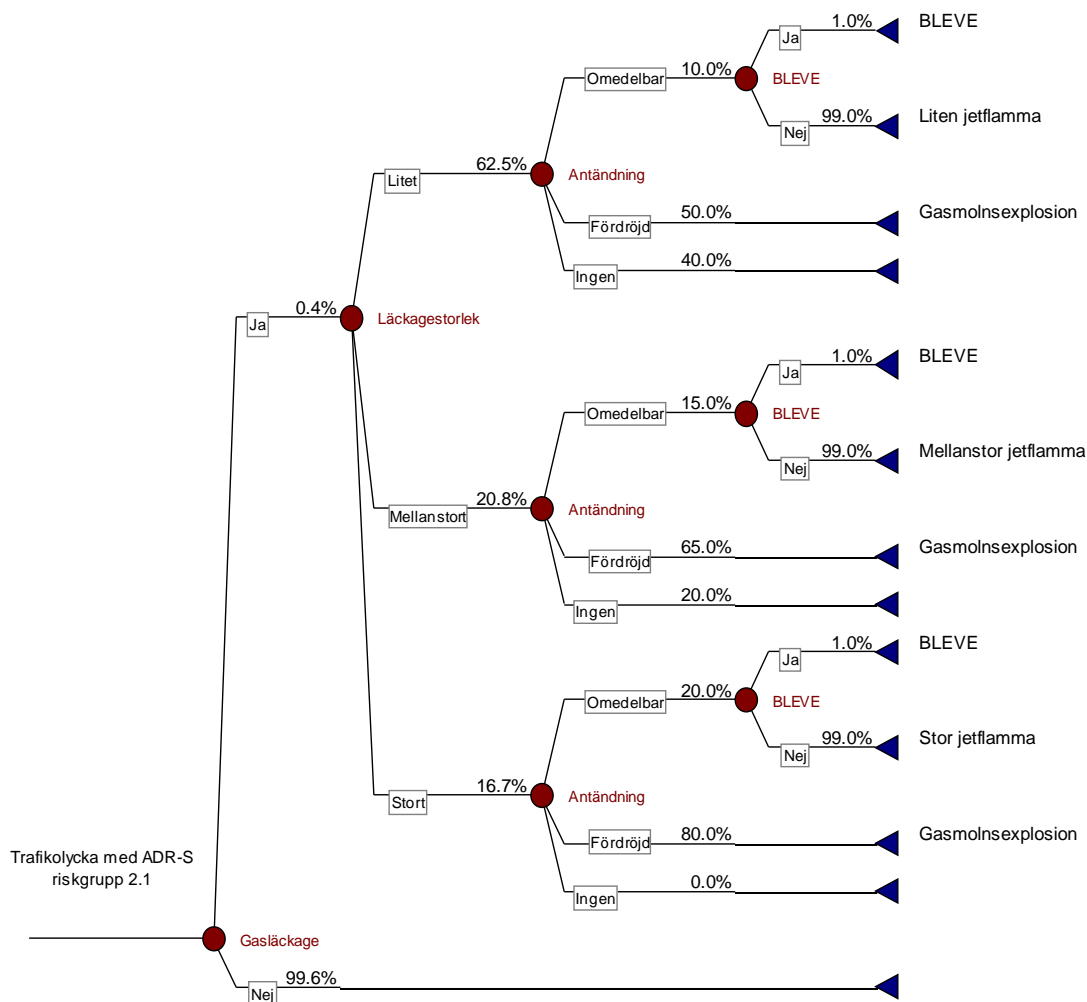 1.0%
BLEVE
Ja
Omedelbar
10.0%
BLEVE
Nej
99.0%
Liten jetflamma
Litet
62.5%
Antändning
Fördröjd
50.0%
Gasmolnsexplosion
Ingen
40.0%
Ja
0.4%
Läckagestorlek
1.0%
BLEVE
Ja
Omedelbar
15.0%
BLEVE
Nej
99.0%
Mellanstor jetflamma
Mellanstort
20.8%
Antändning
Fördröjd
65.0%
Gasmolnsexplosion
Ingen
20.0%
1.0%
BLEVE
Ja
Omedelbar
20.0%
BLEVE
Nej
99.0%
Stor jetflamma
Stort
16.7%
Antändning
Fördröjd
80.0%
Gasmolnsexplosion
Ingen
0.0%
Trafikolycka med ADR-S
riskgrupp 2.1
Gasläckage
Nej
99.6%